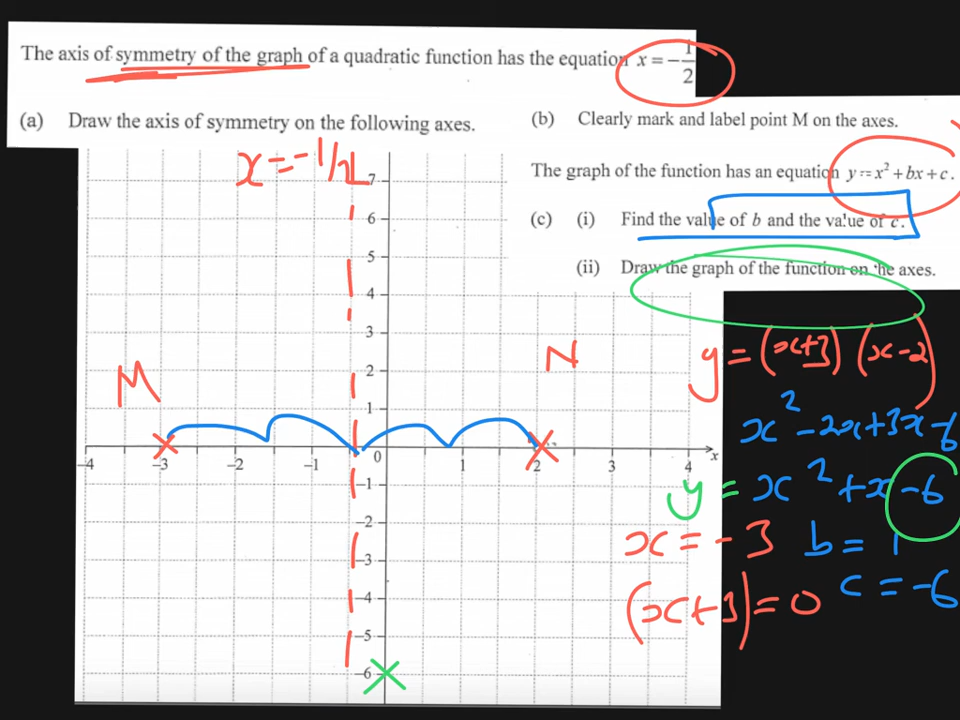 The axis of symmetry of the graph of a quadratic function has the equation x = -1/2
(a) Draw the axis of symmetry on the following axes.
(b) Clearly mark and label point M on the axes.
The graph of the function has an equation y = x² + bx + c.
(c) (i) Find the value of b and the value of c.
(ii) Draw the graph of the function on the axes.
x = -1/2
7
6
5
4
3
2
1
M
N
-4 -3 -2 -1 0 1 2 3 4 x
-1
-2
-3
-4
-5
-6
y = (x+3) (x-2)
x² -2x+3x-6
y = x² +x-6
x = -3
b = 1
(x+3) = 0
c = -6